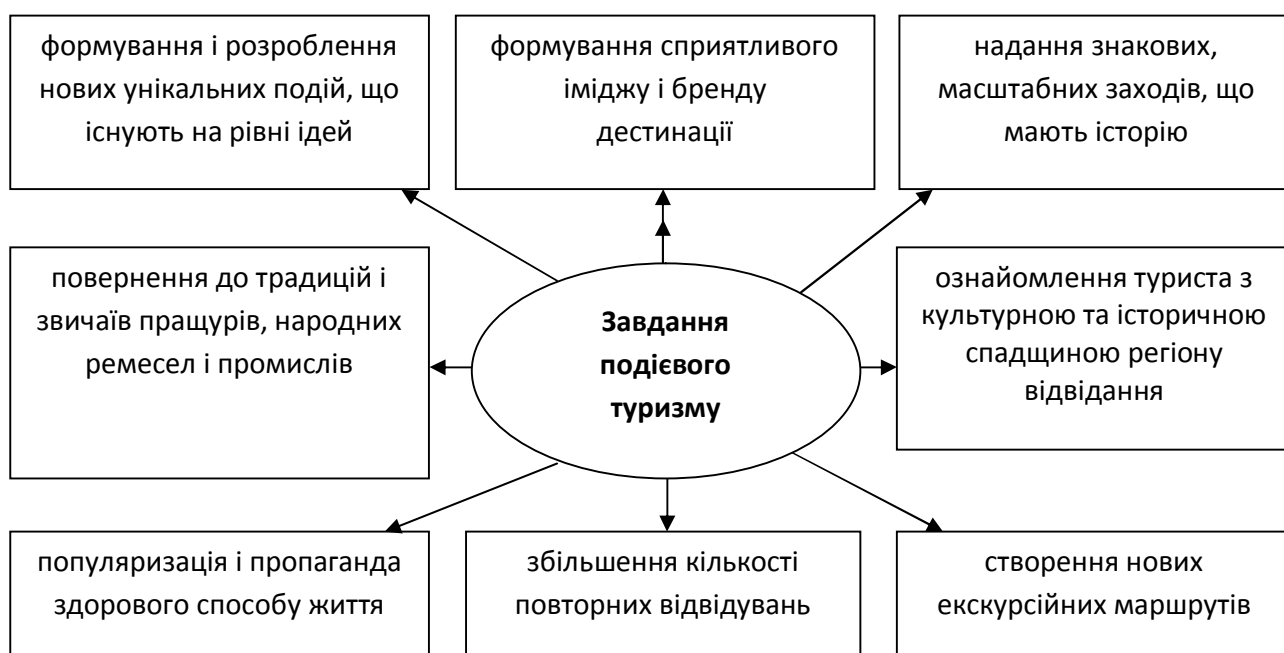 формування і розроблення
нових унікальних подій, що
існують на рівні ідей
формування сприятливого
іміджу і бренду
дестинації
надання знакових,
масштабних заходів, що
мають історію
повернення до традицій і
звичаїв пращурів, народних
ремесел і промислів
Завдання
подієвого
туризму
ознайомлення туриста з
культурною та історичною
спадщиною регіону
відвідання
популяризація і пропаганда
здорового способу життя
збільшення кількості
повторних відвідувань
створення нових
екскурсійних маршрутів